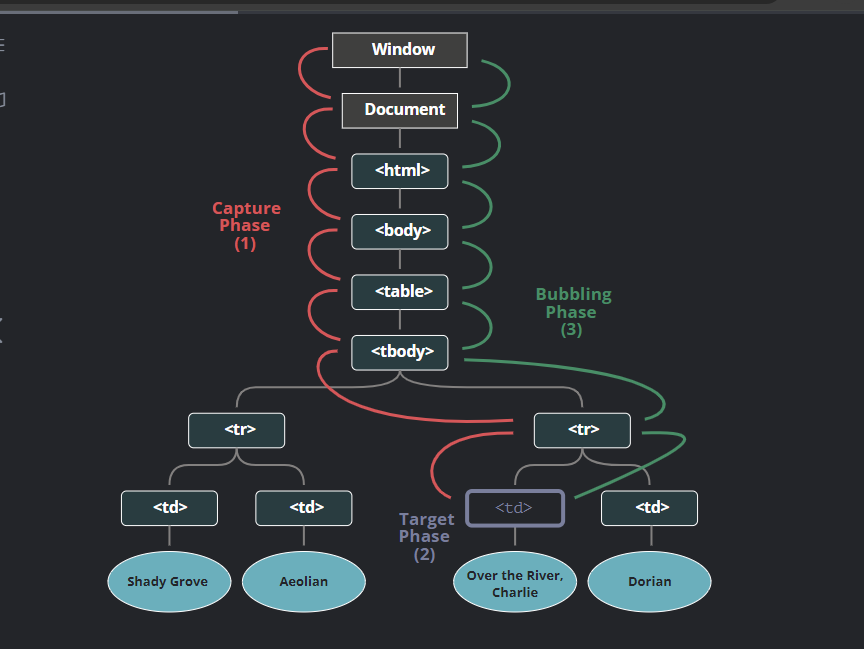 Window
Document
<html>
Capture
Phase
(1)
<body>
<table>
Bubbling
Phase
(3)
<tbody>
<tr>
<tr>
<td>
<td>
<td>
<td>
Target
Phase
(2)
Shady Grove
Aeolian
Over the River,
Charlie
Dorian